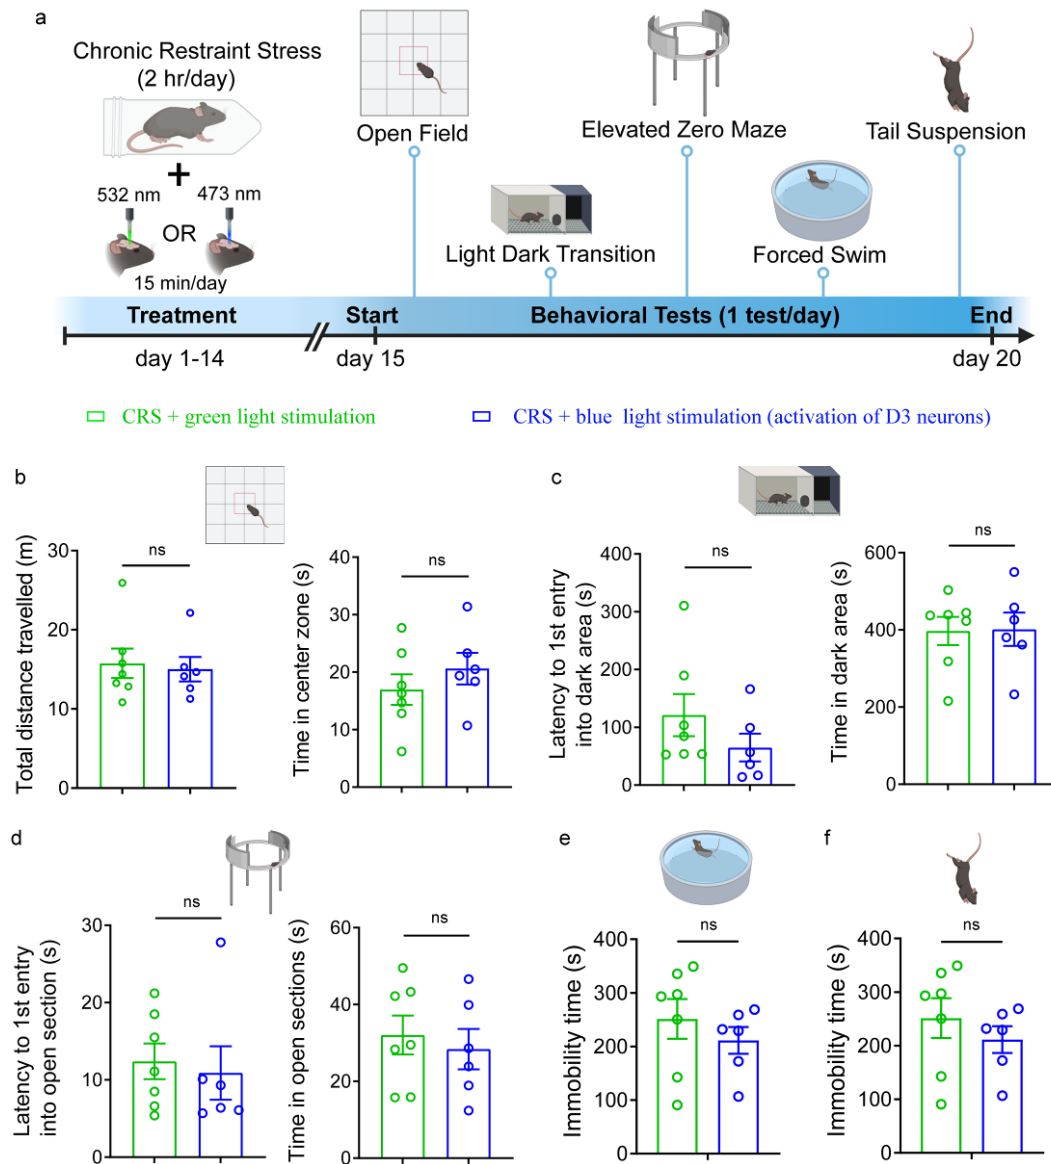 a
Chronic Restraint Stress
(2 hr/day)
+
532 nm
473 nm
OR
15 min/day
Open Field
Light Dark Transition
Elevated Zero Maze
Forced Swim
Tail Suspension
Treatment
Start
Behavioral Tests (1 test/day)
End
day 1-14
day 15
day 20
CRS + green light stimulation
CRS + blue light stimulation (activation of D3 neurons)
b
Total distance travelled (m)
30
20
10
0
ns
Time in center zone (s)
40
30
20
10
0
ns
c
Latency to 1st entry
into dark area (s)
400
300
200
100
0
ns
Time in dark area (s)
600
400
200
0
ns
d
Latency to 1st entry
into open section (s)
30
20
10
0
ns
Time in open sections (s)
60
40
20
0
ns
e
Immobility time (s)
400
300
200
100
0
ns
f
Immobility time (s)
400
300
200
100
0
ns